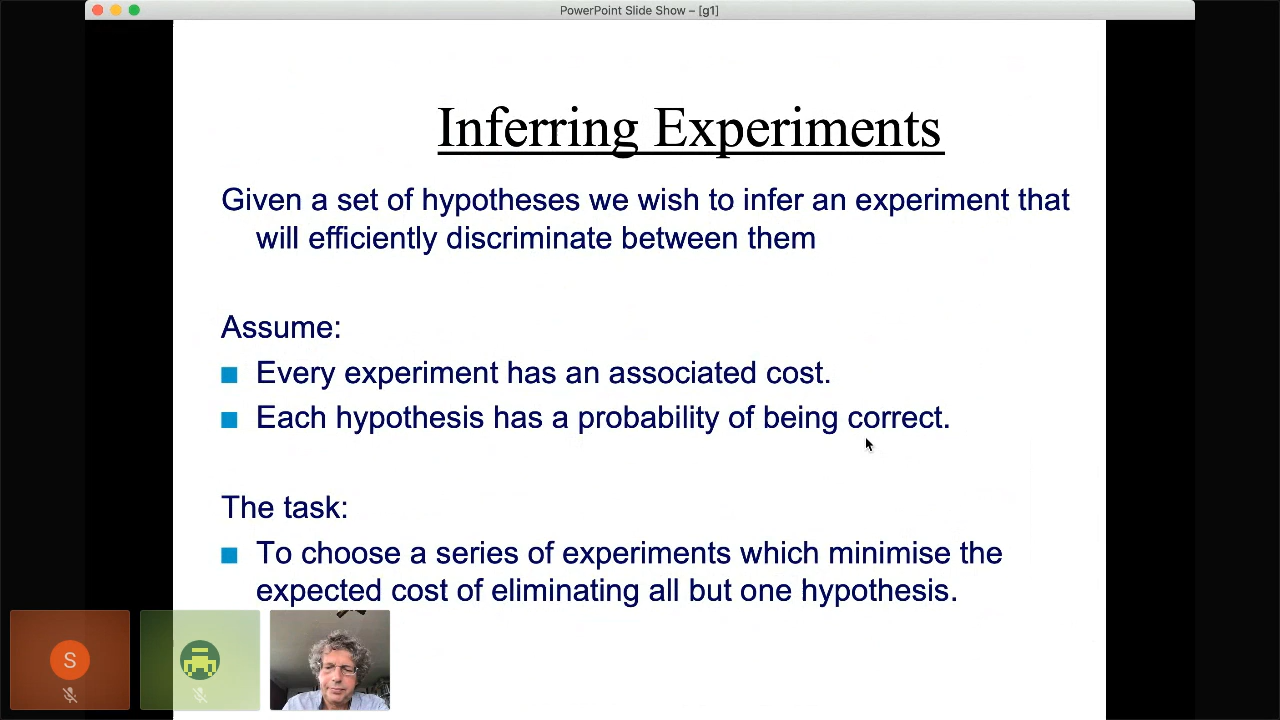 PowerPoint Slide Show – [g1]
Inferring Experiments
Given a set of hypotheses we wish to infer an experiment that
will efficiently discriminate between them
Assume:
Every experiment has an associated cost.
Each hypothesis has a probability of being correct.
The task:
To choose a series of experiments which minimise the
expected cost of eliminating all but one hypothesis.
S